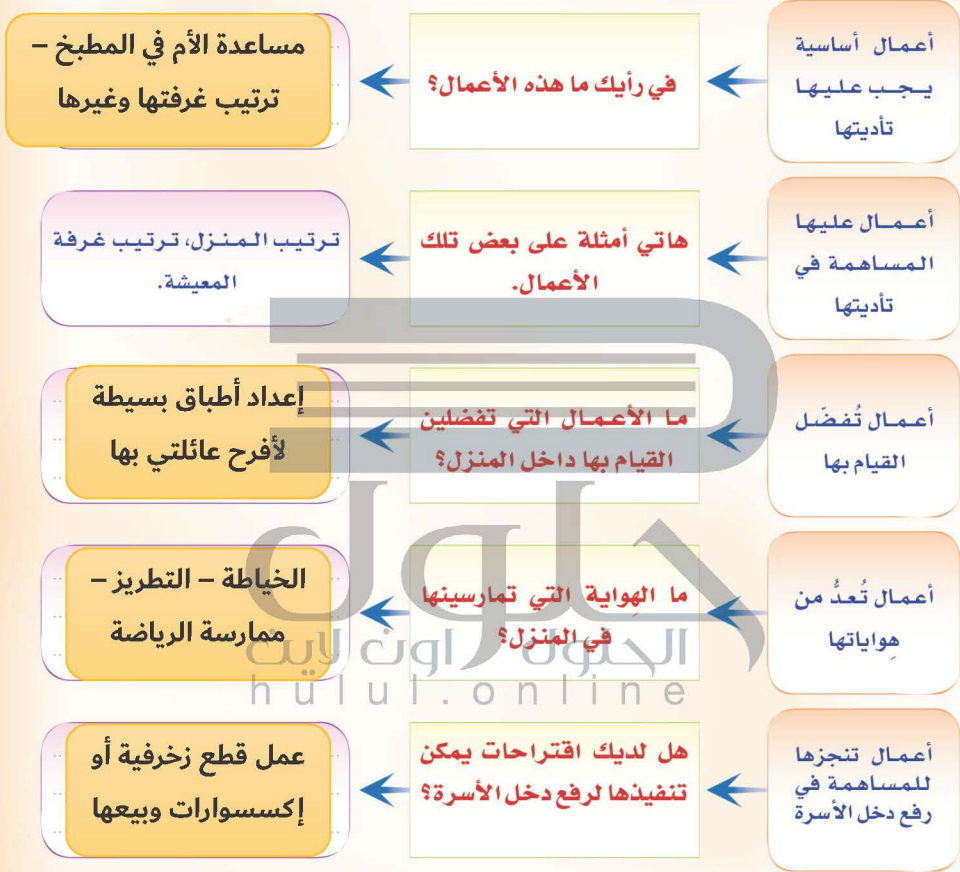 أعمال أساسية
يجب عليها
تأديتها
في رأيك ما هذه الأعمال؟
مساعدة الأم في المطبخ –
ترتيب غرفتها وغيرها
أعمال عليها
المساهمة في
تأديتها
هاتي أمثلة على بعض تلك
الأعمال.
ترتيب المنزل، ترتيب غرفة
المعيشة.
أعمال تُفضّل
القيام بها
ما الأعمال التي تفضلين
القيام بها داخل المنزل؟
إعداد أطباق بسيطة
لأفرح عائلتي بها
أعمال تُعدُّ من
هِواياتها
ما الهِواية التي تمارسينها
في المنزل؟
الخياطة – التطريز –
ممارسة الرياضة
أعمال تنجزها
للمساهمة في
رفع دخل الأسرة
هل لديك اقتراحات يمكن
تنفيذها لرفع دخل الأسرة؟
عمل قطع زخرفية أو
إكسسوارات وبيعها
حلول
الحلول اون لاين
hulul.online